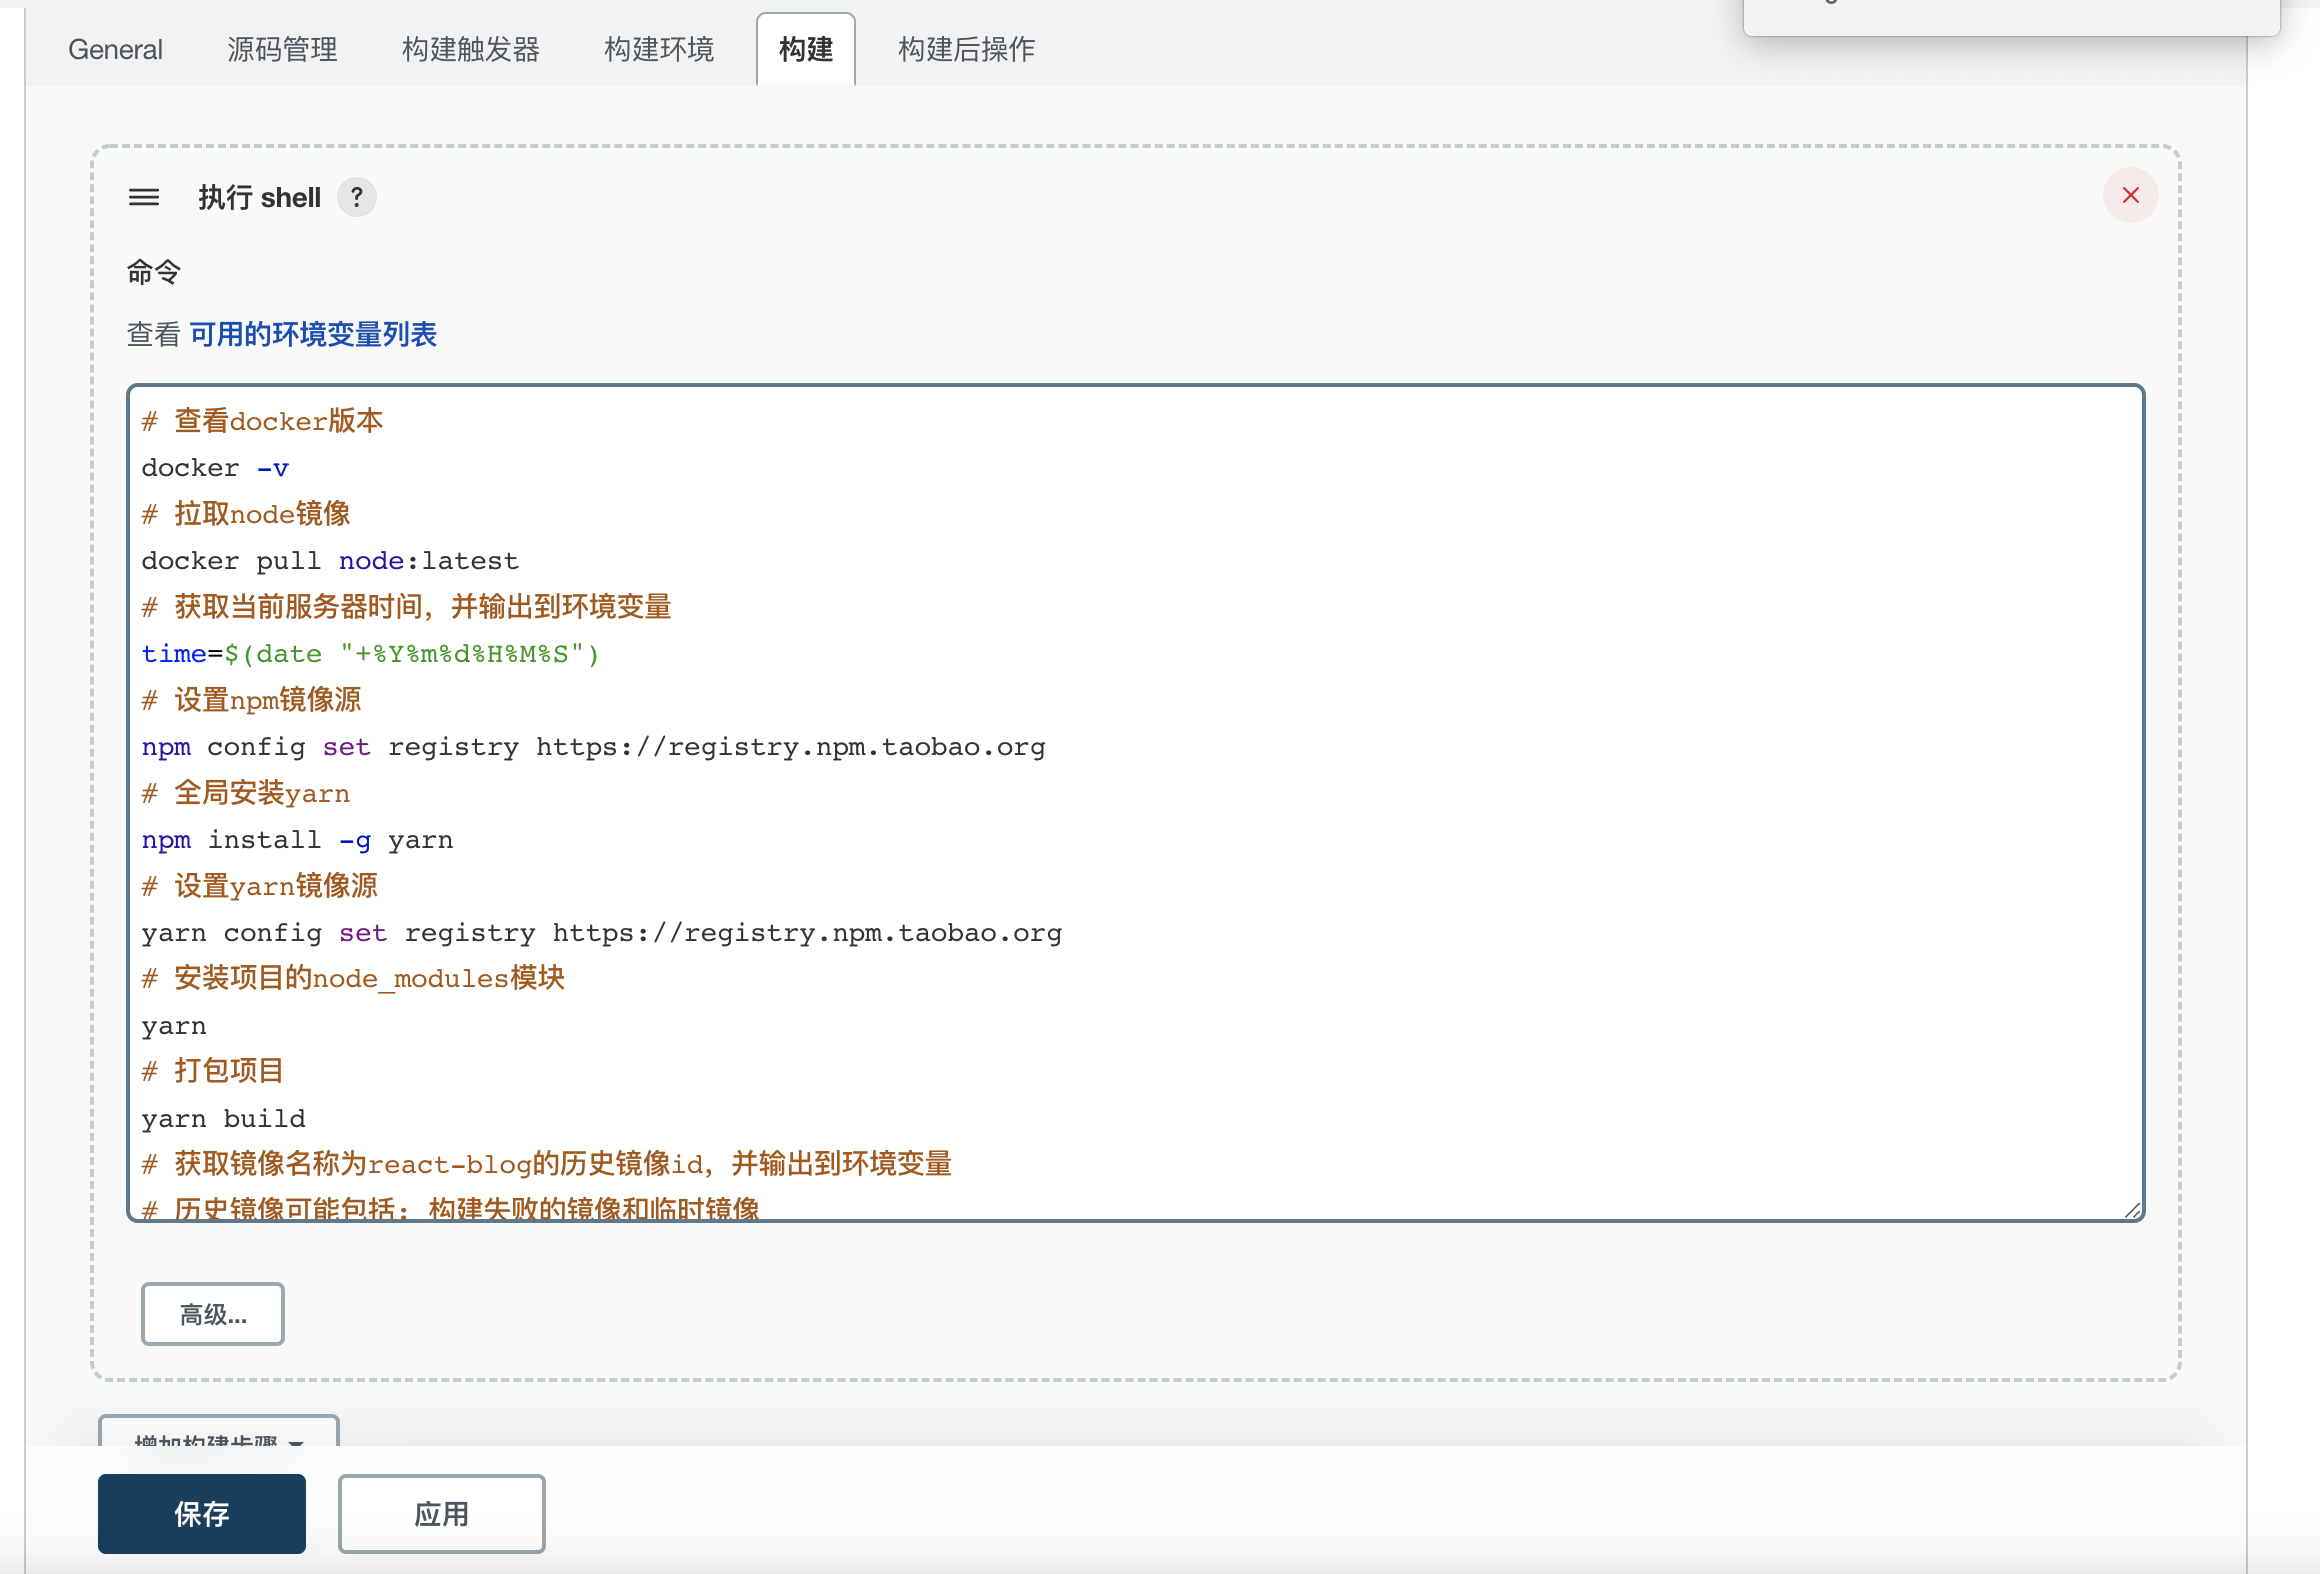 General 源码管理 构建触发器 构建环境 构建 构建后操作
执行 shell ?
命令
查看 可用的环境变量列表
# 查看docker版本
docker -v
# 拉取node镜像
docker pull node:latest
# 获取当前服务器时间，并输出到环境变量
time=$(date "+%Y%m%d%H%M%S")
# 设置npm镜像源
npm config set registry https://registry.npm.taobao.org
# 全局安装yarn
npm install -g yarn
# 设置yarn镜像源
yarn config set registry https://registry.npm.taobao.org
# 安装项目的node_modules模块
yarn
# 打包项目
yarn build
# 获取镜像名称为react-blog的历史镜像id，并输出到环境变量
# 历史镜像可能包括：构建失败的镜像和临时镜像
高级...
增加构建步骤
保存 应用